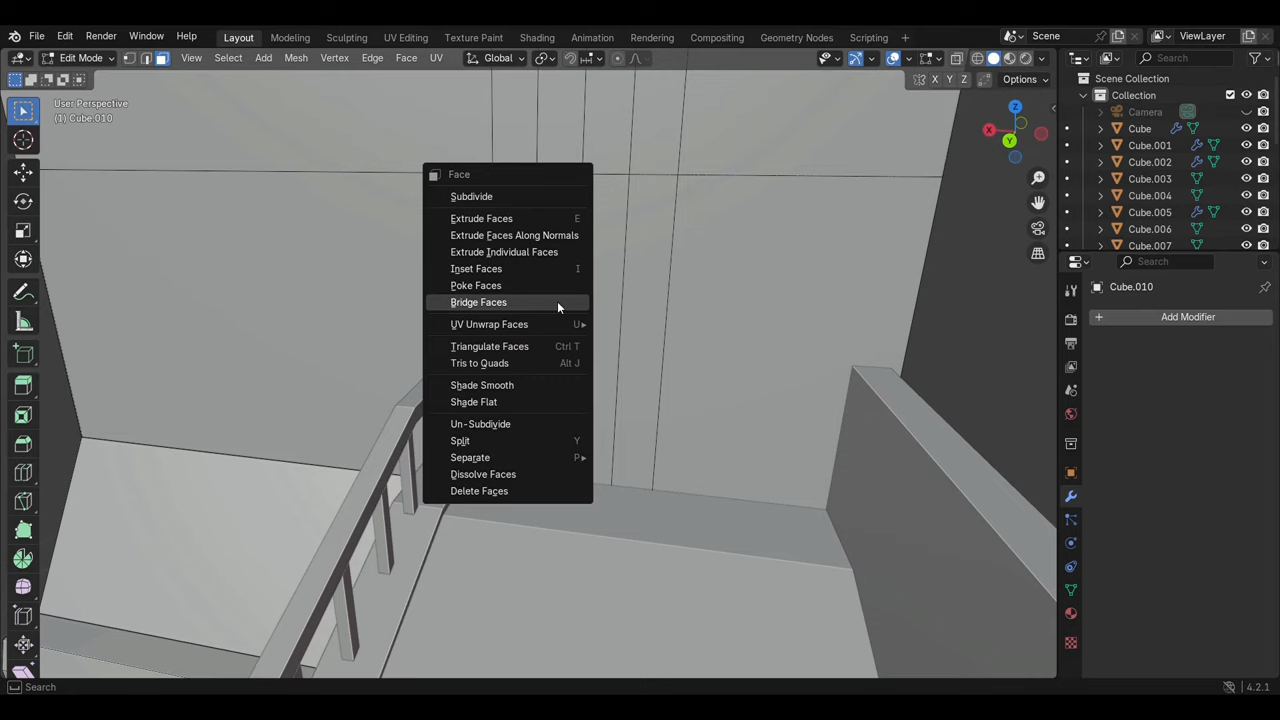 File Edit Render Window Help Layout Modeling Sculpting UV Editing Texture Paint Shading Animation Rendering Compositing Geometry Nodes Scripting Scene ViewLayer
Edit Mode View Select Add Mesh Vertex Edge Face UV Global Search
X Y Z Options
Scene Collection
User Perspective
(1) Cube.010
Collection
Camera
Cube
Cube.001
Cube.002
Cube.003
Cube.004
Cube.005
Cube.006
Cube.007
Z
X
Y
Face
Subdivide
Extrude Faces E
Extrude Faces Along Normals
Extrude Individual Faces
Inset Faces I
Poke Faces
Bridge Faces
UV Unwrap Faces U
Triangulate Faces Ctrl T
Tris to Quads Alt J
Shade Smooth
Shade Flat
Un-Subdivide
Split Y
Separate P
Dissolve Faces
Delete Faces
Search
Cube.010
Add Modifier
Search 4.2.1